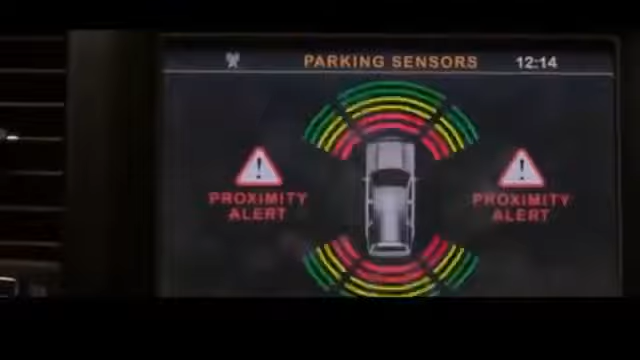 PARKING SENSORS 12:14
PROXIMITY
ALERT
PROXIMITY
ALERT